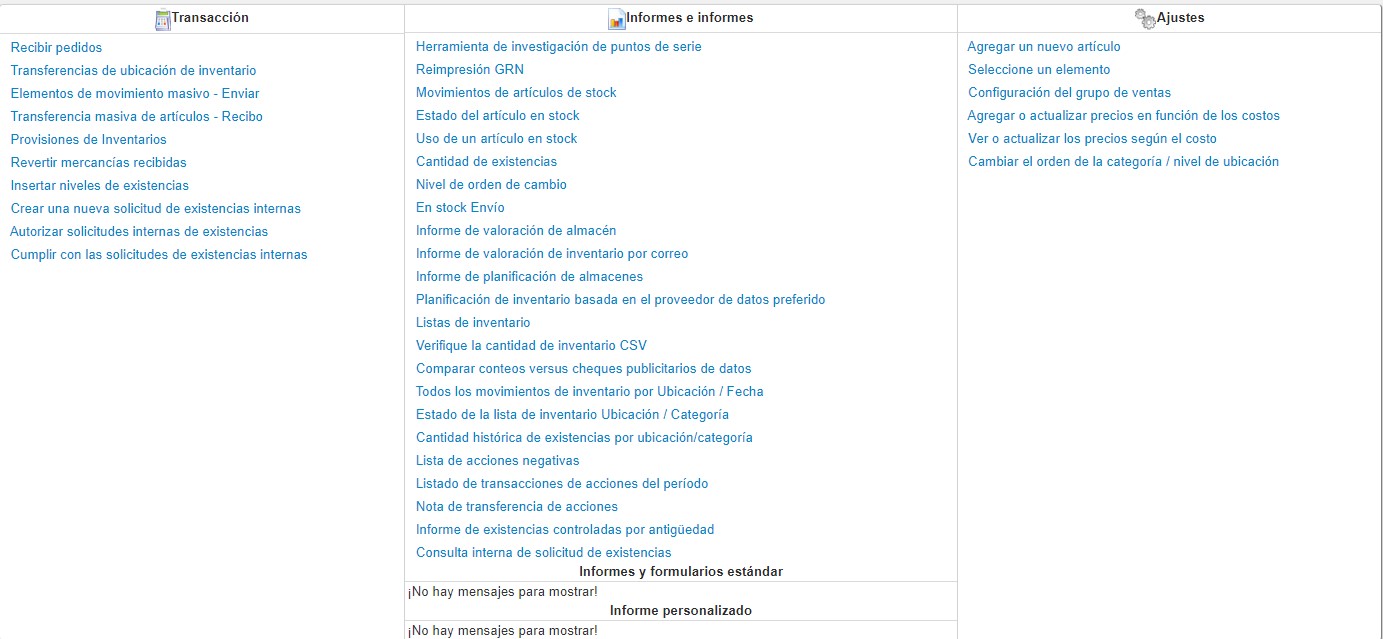 Transacción
Recibir pedidos
Transferencias de ubicación de inventario
Elementos de movimiento masivo - Enviar
Transferencia masiva de artículos - Recibo
Provisiones de Inventarios
Revertir mercancías recibidas
Insertar niveles de existencias
Crear una nueva solicitud de existencias internas
Autorizar solicitudes internas de existencias
Cumplir con las solicitudes de existencias internas
Informes e informes
Herramienta de investigación de puntos de serie
Reimpresión GRN
Movimientos de artículos de stock
Estado del artículo en stock
Uso de un artículo en stock
Cantidad de existencias
Nivel de orden de cambio
En stock Envío
Informe de valoración de almacén
Informe de valoración de inventario por correo
Informe de planificación de almacenes
Planificación de inventario basada en el proveedor de datos preferido
Listas de inventario
Verifique la cantidad de inventario CSV
Comparar conteos versus cheques publicitarios de datos
Todos los movimientos de inventario por Ubicación / Fecha
Estado de la lista de inventario Ubicación / Categoría
Cantidad histórica de existencias por ubicación/categoría
Lista de acciones negativas
Listado de transacciones de acciones del período
Nota de transferencia de acciones
Informe de existencias controladas por antigüedad
Consulta interna de solicitud de existencias
Informes y formularios estándar
¡No hay mensajes para mostrar!
Informe personalizado
¡No hay mensajes para mostrar!
Ajustes
Agregar un nuevo artículo
Seleccione un elemento
Configuración del grupo de ventas
Agregar o actualizar precios en función de los costos
Ver o actualizar los precios según el costo
Cambiar el orden de la categoría / nivel de ubicación